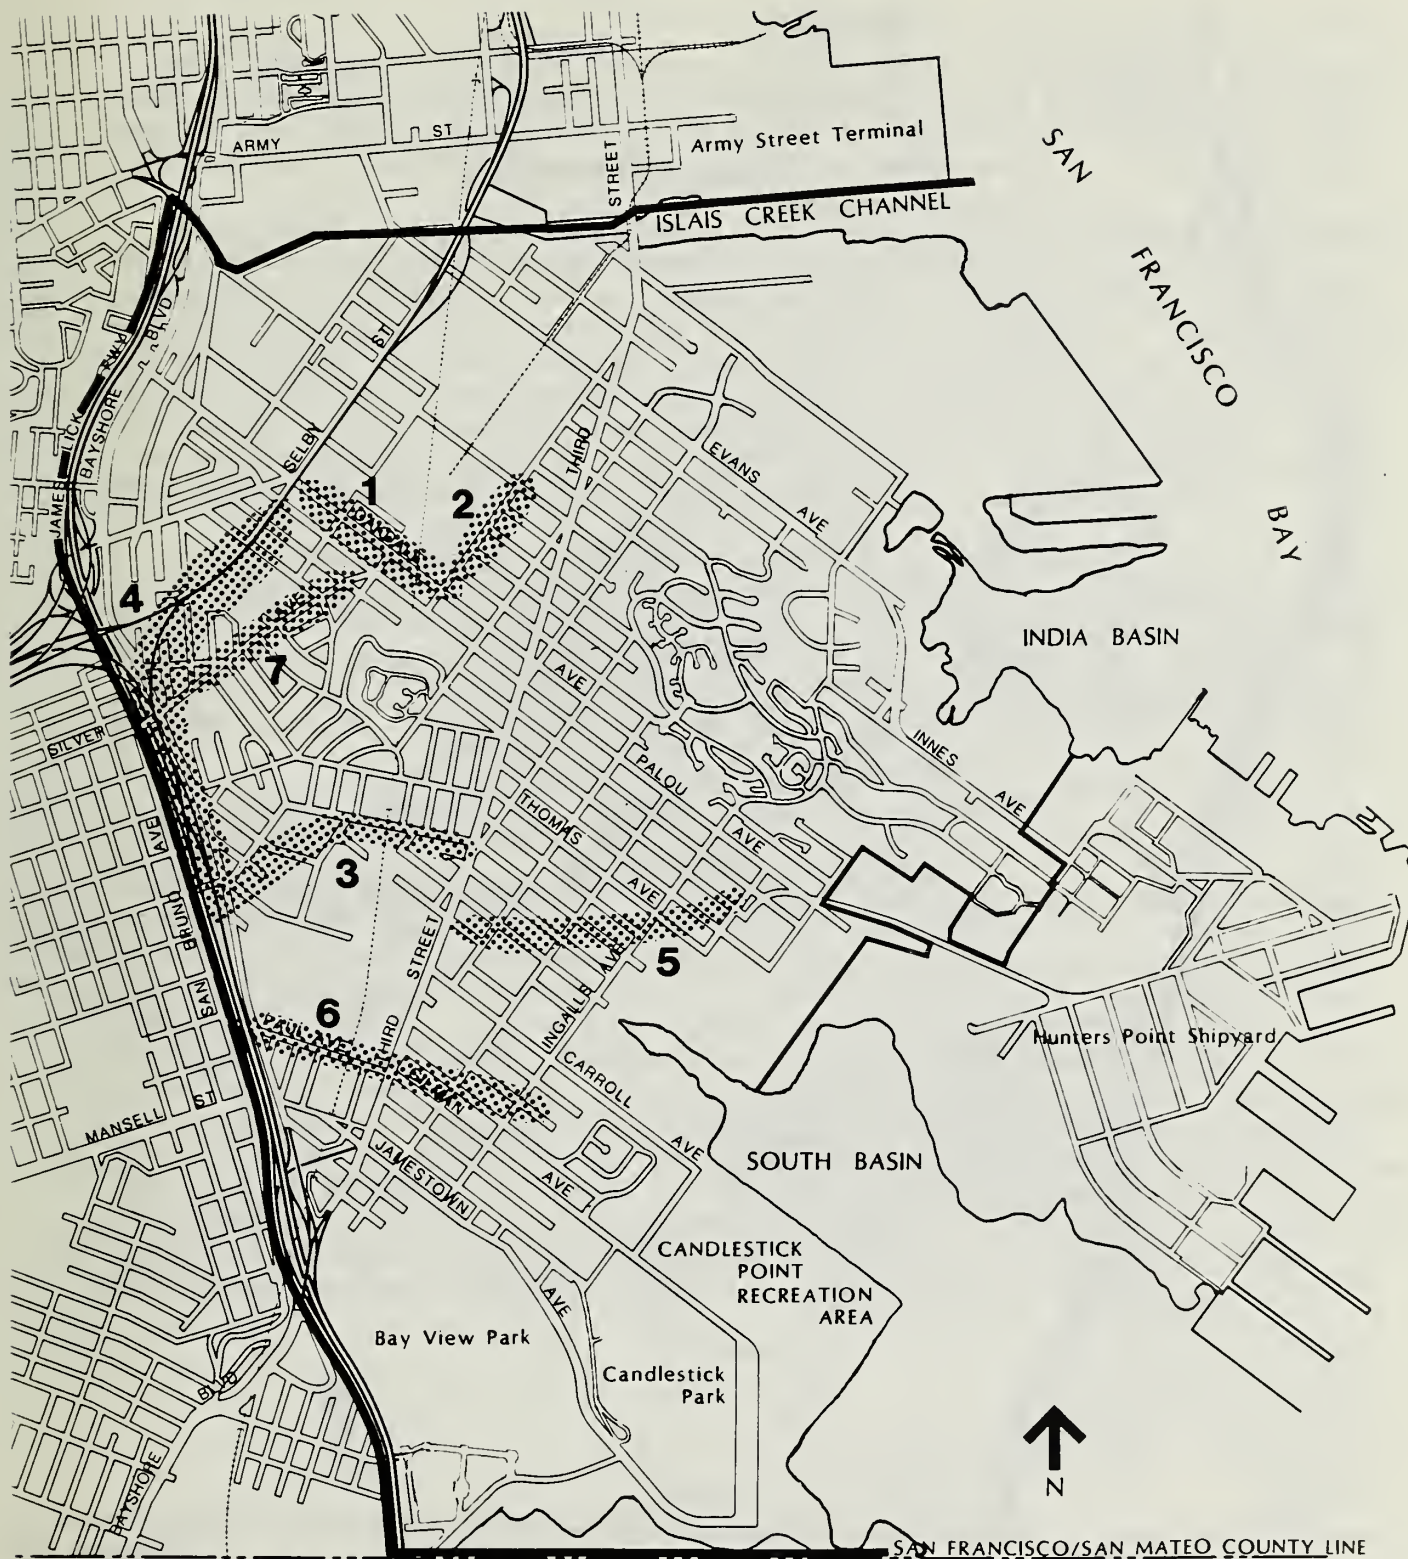 ARMY
ST
Army Street Terminal
STREET
ISLAIS CREEK CHANNEL
SAN
FRANCISCO
BAY
BLVD
FWY
BAYSHORE
LICK
JAMES
ST
SELBY
THIRD
EVANS
AVE
1
2
4
7
INDIA BASIN
AVE
SILVER
INNES
AVE
PALOU
AVE
THOMAS
AVE
AVE
BRUNO
SAN
3
STREET
5
INGALLS AVE
6
PAUL AVE
HIRD
GILMAN
CARROLL
AVE
Hunters Point Shipyard
MANSELL ST
JAMESTOWN
AVE
AVE
SOUTH BASIN
CANDLESTICK
POINT
RECREATION
AREA
Bay View Park
Candlestick
Park
BLVD
BAYSHORE
N
SAN FRANCISCO/SAN MATEO COUNTY LINE